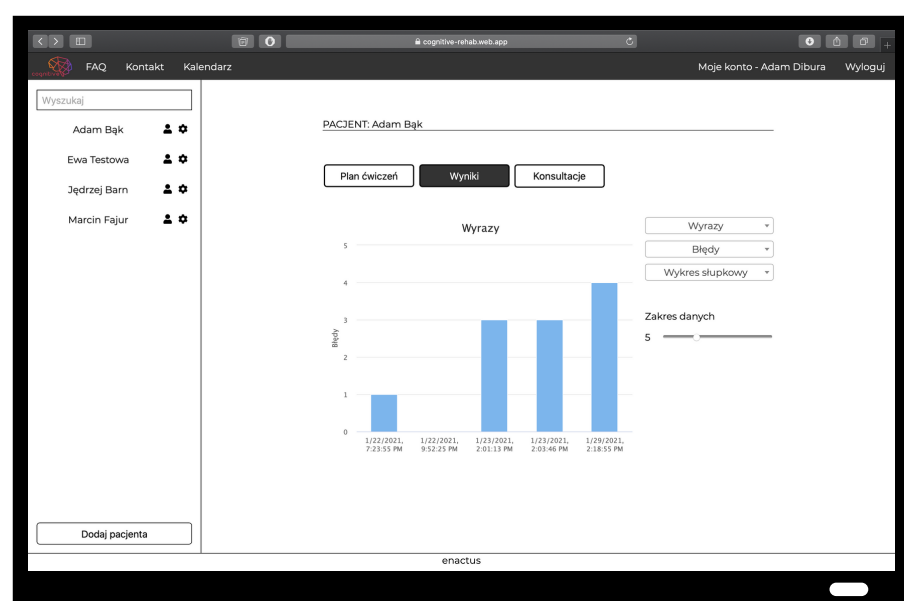 cognitive-rehab.web.app
FAQ Kontakt Kalendarz Moje konto - Adam Dibura Wyloguj
Wyszukaj
Adam Bąk
Ewa Testowa
Jędrzej Barn
Marcin Fajur
Dodaj pacjenta
PACJENT: Adam Bąk
Plan ćwiczeń Wyniki Konsultacje
Wyrazy
5
4
3
2
1
0
Błędy
1/22/2021, 1/22/2021, 1/23/2021, 1/23/2021, 1/29/2021,
7:23:55 PM 9:52:25 PM 2:01:13 PM 2:03:46 PM 2:18:55 PM
Wyrazy
Błędy
Wykres słupkowy
Zakres danych
5
enactus